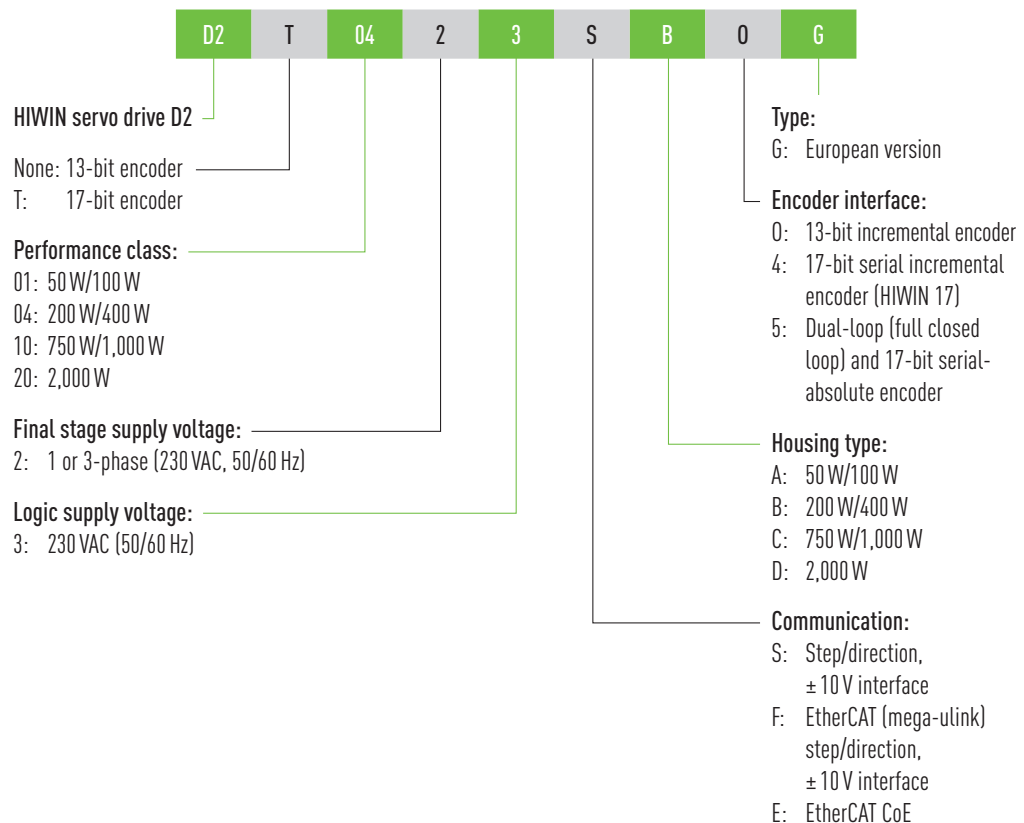 D2 T 04 2 3 S B 0 G
HIWIN servo drive D2
None: 13-bit encoder
T: 17-bit encoder
Performance class:
01: 50 W/100 W
04: 200 W/400 W
10: 750 W/1,000 W
20: 2,000 W
Final stage supply voltage:
2: 1 or 3-phase (230 VAC, 50/60 Hz)
Logic supply voltage:
3: 230 VAC (50/60 Hz)
Type:
G: European version
Encoder interface:
0: 13-bit incremental encoder
4: 17-bit serial incremental
encoder (HIWIN 17)
5: Dual-loop (full closed
loop) and 17-bit serial-
absolute encoder
Housing type:
A: 50 W/100 W
B: 200 W/400 W
C: 750 W/1,000 W
D: 2,000 W
Communication:
S: Step/direction,
± 10 V interface
F: EtherCAT (mega-ulink)
step/direction,
± 10 V interface
E: EtherCAT CoE